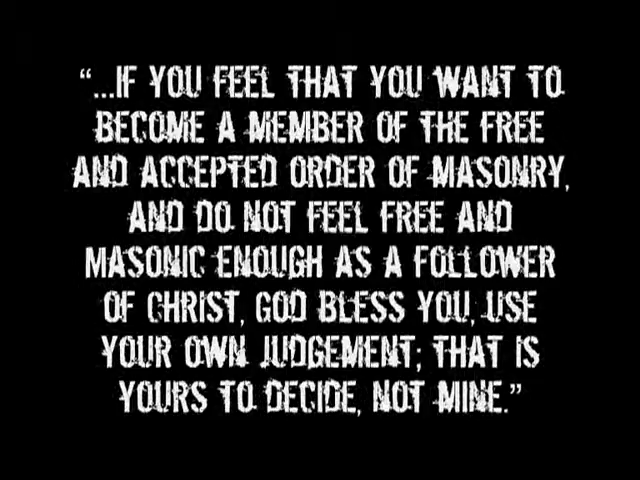 “...IF YOU FEEL THAT YOU WANT TO
BECOME A MEMBER OF THE FREE
AND ACCEPTED ORDER OF MASONRY,
AND DO NOT FEEL FREE AND
MASONIC ENOUGH AS A FOLLOWER
OF CHRIST, GOD BLESS YOU, USE
YOUR OWN JUDGEMENT; THAT IS
YOURS TO DECIDE, NOT MINE.”